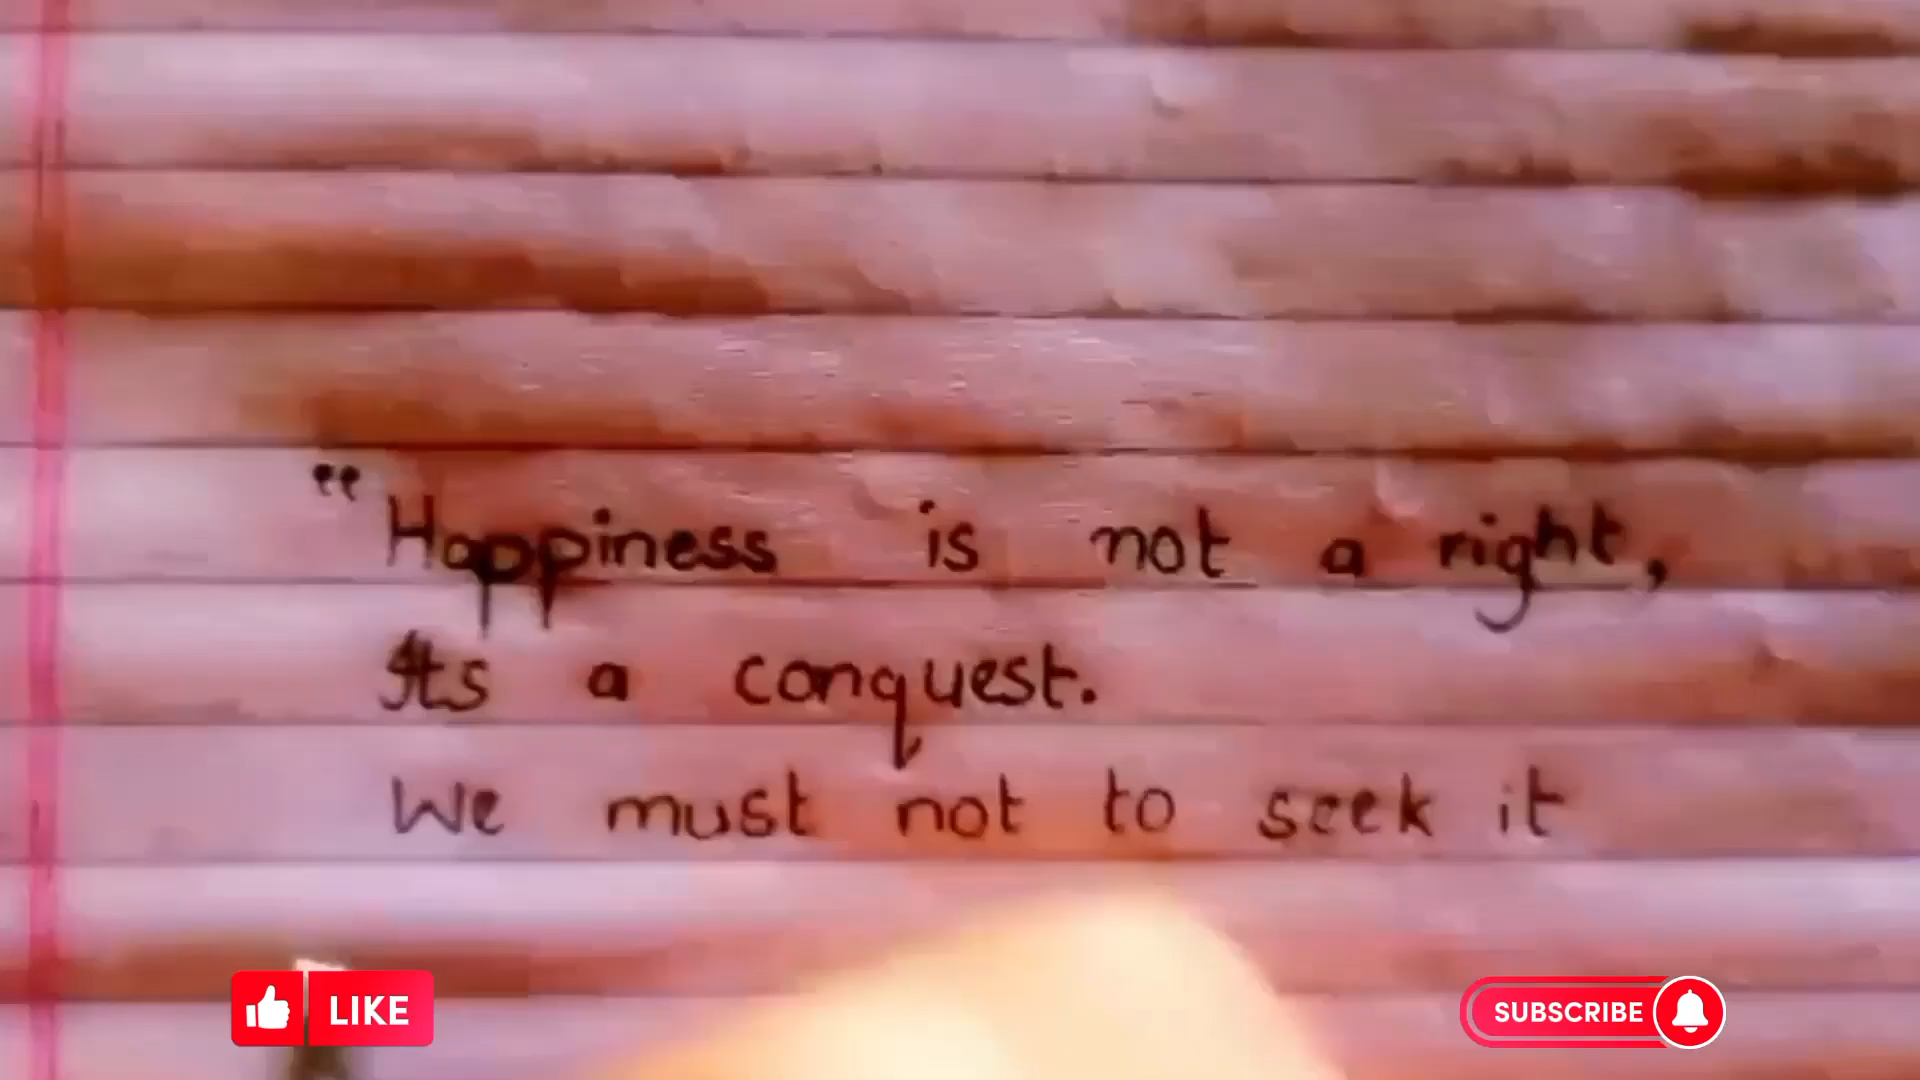 “Happiness is not a right,
Its a conquest.
We must not to seek it
LIKE
SUBSCRIBE